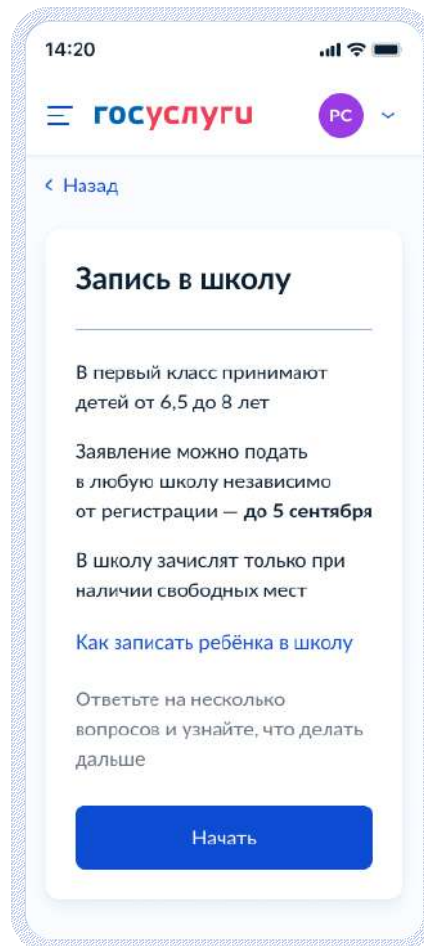 14:20
госуслуги
РС
Назад
Запись в школу
В первый класс принимают
детей от 6,5 до 8 лет
Заявление можно подать
в любую школу независимо
от регистрации — до 5 сентября
В школу зачислят только при
наличии свободных мест
Как записать ребёнка в школу
Ответьте на несколько
вопросов и узнайте, что делать
дальше
Начать